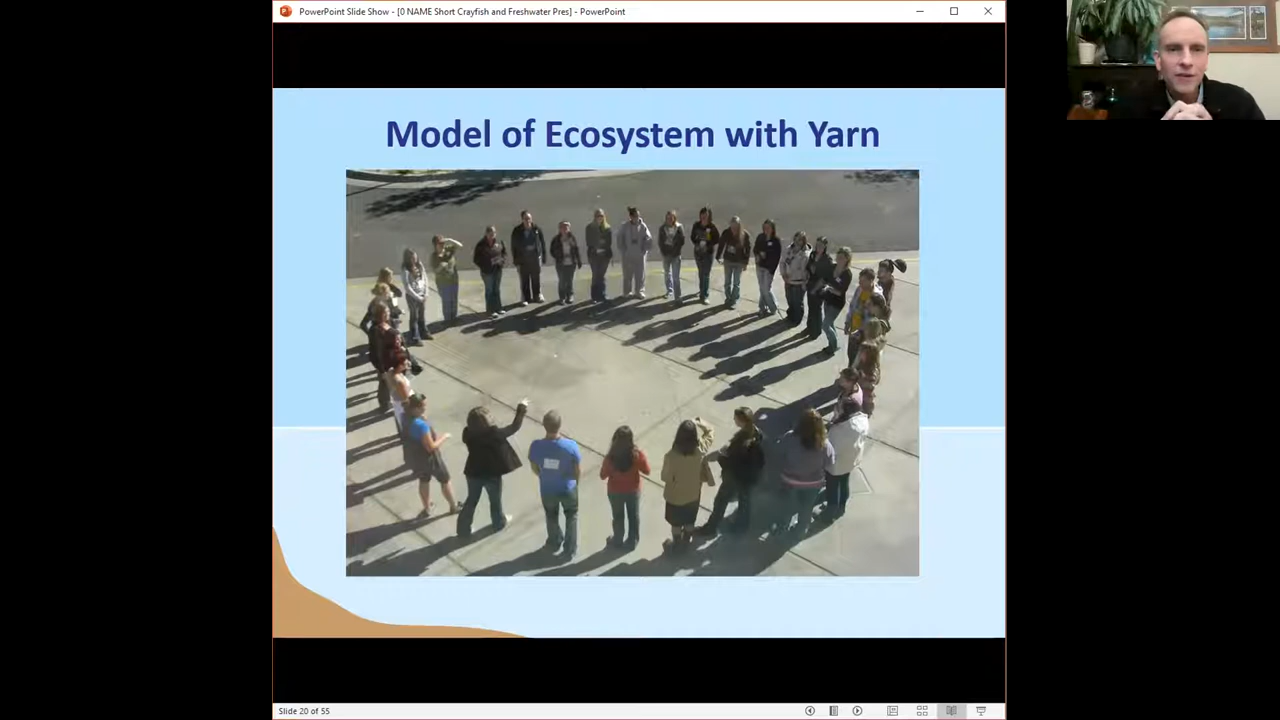 PowerPoint Slide Show - [0 NAME Short Crayfish and Freshwater Pres] - PowerPoint
Model of Ecosystem with Yarn
Slide 20 of 55